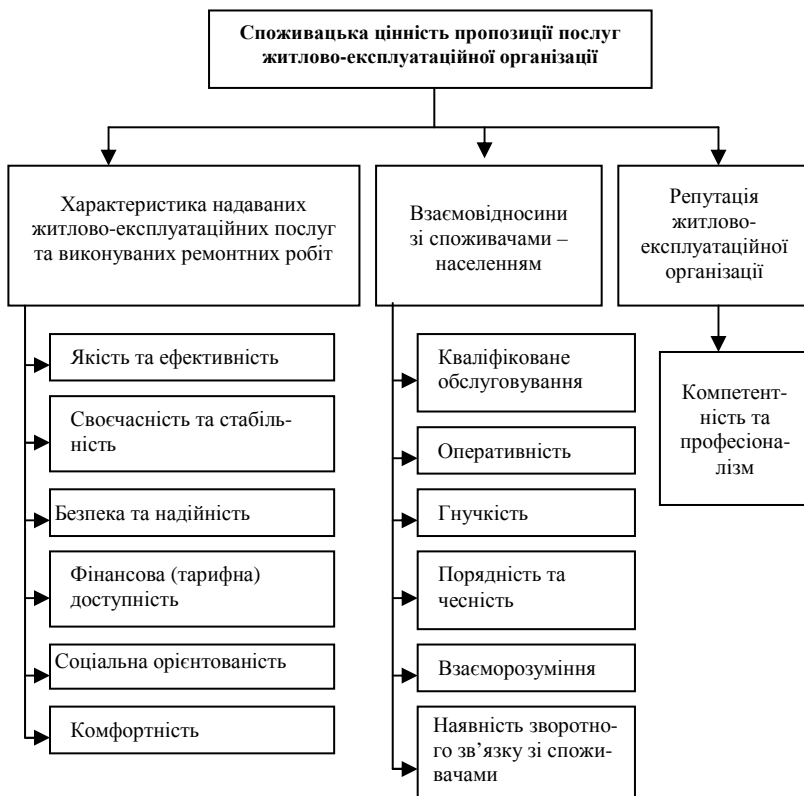 Споживацька цінність пропозиції послуг
житлово-експлуатаційної організації
Характеристика надаваних
житлово-експлуатаційних послуг
та виконуваних ремонтних робіт
Якість та ефективність
Своєчасність та стабіль-
ність
Безпека та надійність
Фінансова (тарифна)
доступність
Соціальна орієнтованість
Комфортність
Взаємовідносини
зі споживачами –
населенням
Кваліфіковане
обслуговування
Оперативність
Гнучкість
Порядність та
чесність
Взаєморозуміння
Наявність зворотно-
го зв’язку зі спожи-
вачами
Репутація
житлово-
експлуатаційної
організації
Компетент-
ність та
професіона-
лізм